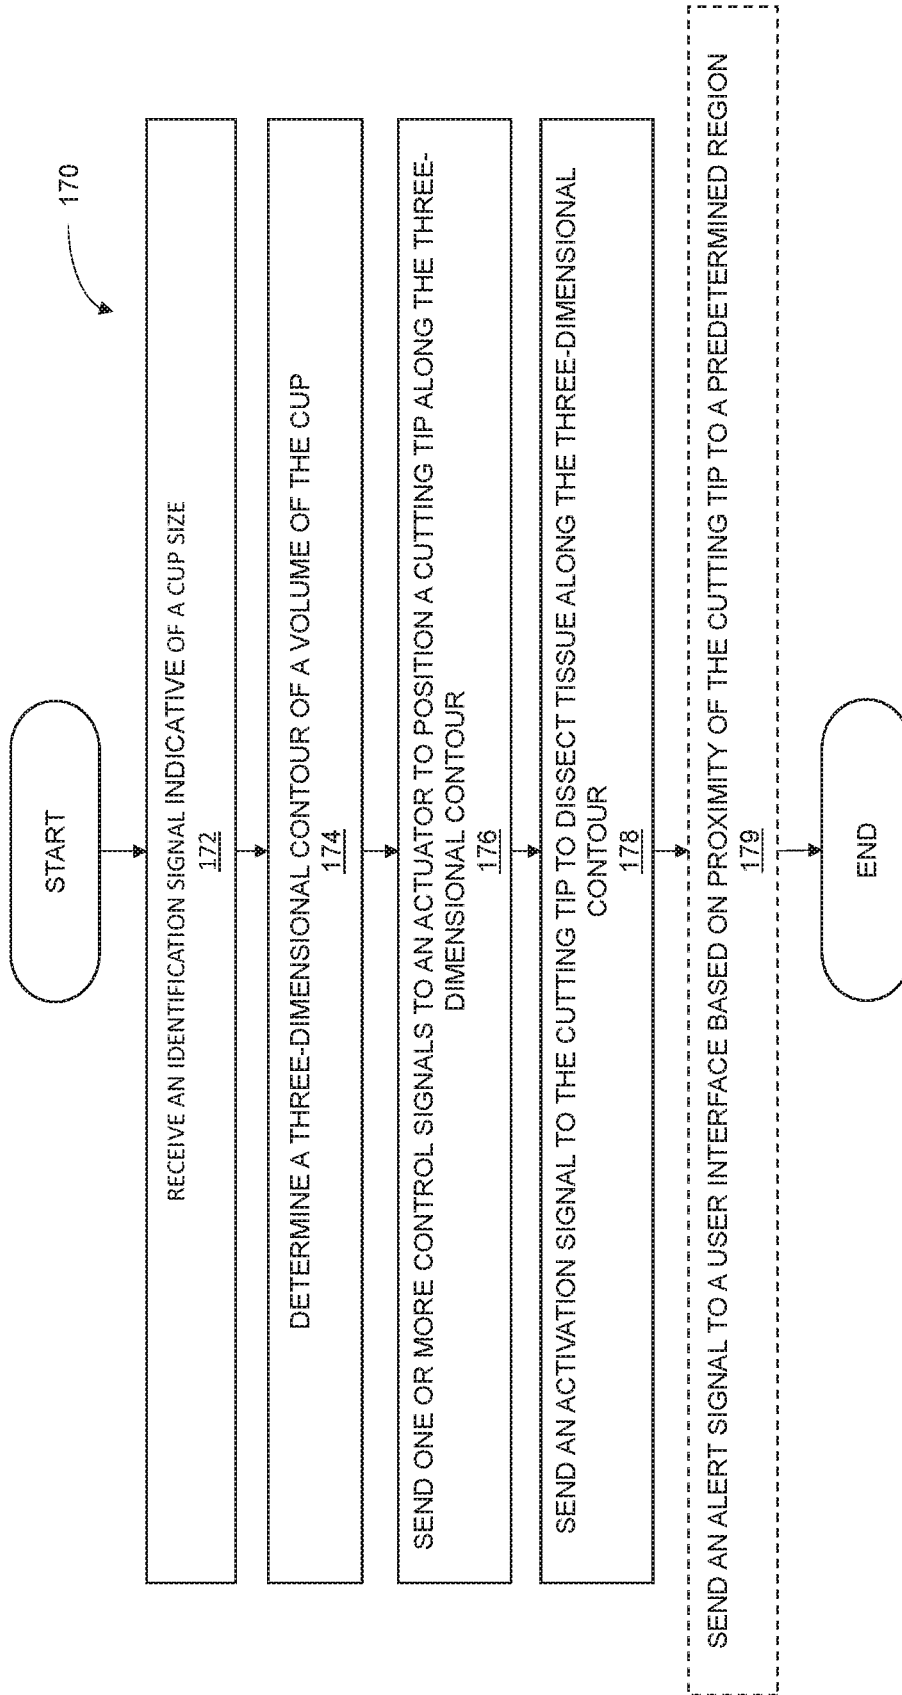 170
START
RECEIVE AN IDENTIFICATION SIGNAL INDICATIVE OF A CUP SIZE
172
DETERMINE A THREE-DIMENSIONAL CONTOUR OF A VOLUME OF THE CUP
174
SEND ONE OR MORE CONTROL SIGNALS TO AN ACTUATOR TO POSITION A CUTTING TIP ALONG THE THREE-
DIMENSIONAL CONTOUR
176
SEND AN ACTIVATION SIGNAL TO THE CUTTING TIP TO DISSECT TISSUE ALONG THE THREE-DIMENSIONAL
CONTOUR
178
SEND AN ALERT SIGNAL TO A USER INTERFACE BASED ON PROXIMITY OF THE CUTTING TIP TO A PREDETERMINED REGION
179
END